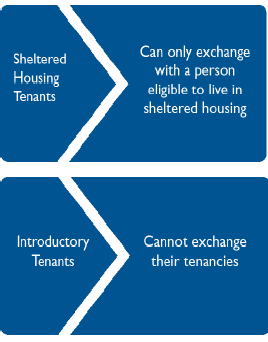 Sheltered
Housing
Tenants
Can only exchange
with a person
eligible to live in
sheltered housing
Introductory
Tenants
Cannot exchange
their tenancies